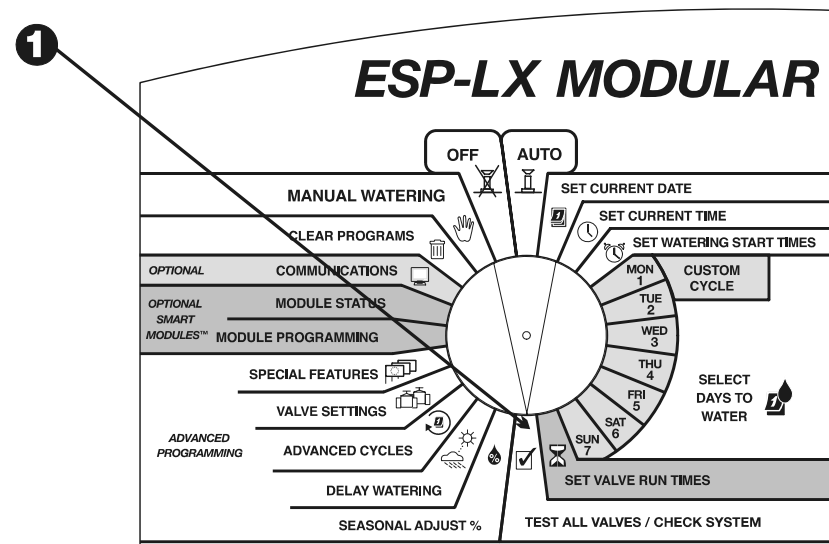 1
ESP-LX MODULAR
OFF
AUTO
MANUAL WATERING
SET CURRENT DATE
CLEAR PROGRAMS
SET CURRENT TIME
SET WATERING START TIMES
OPTIONAL
COMMUNICATIONS
MON
1
CUSTOM
CYCLE
OPTIONAL
SMART
MODULES™
MODULE STATUS
TUE
2
MODULE PROGRAMMING
WED
3
SPECIAL FEATURES
THU
4
SELECT
DAYS TO
WATER
VALVE SETTINGS
FRI
5
SAT
6
ADVANCED
PROGRAMMING
ADVANCED CYCLES
SUN
7
DELAY WATERING
SET VALVE RUN TIMES
SEASONAL ADJUST %
%
TEST ALL VALVES / CHECK SYSTEM